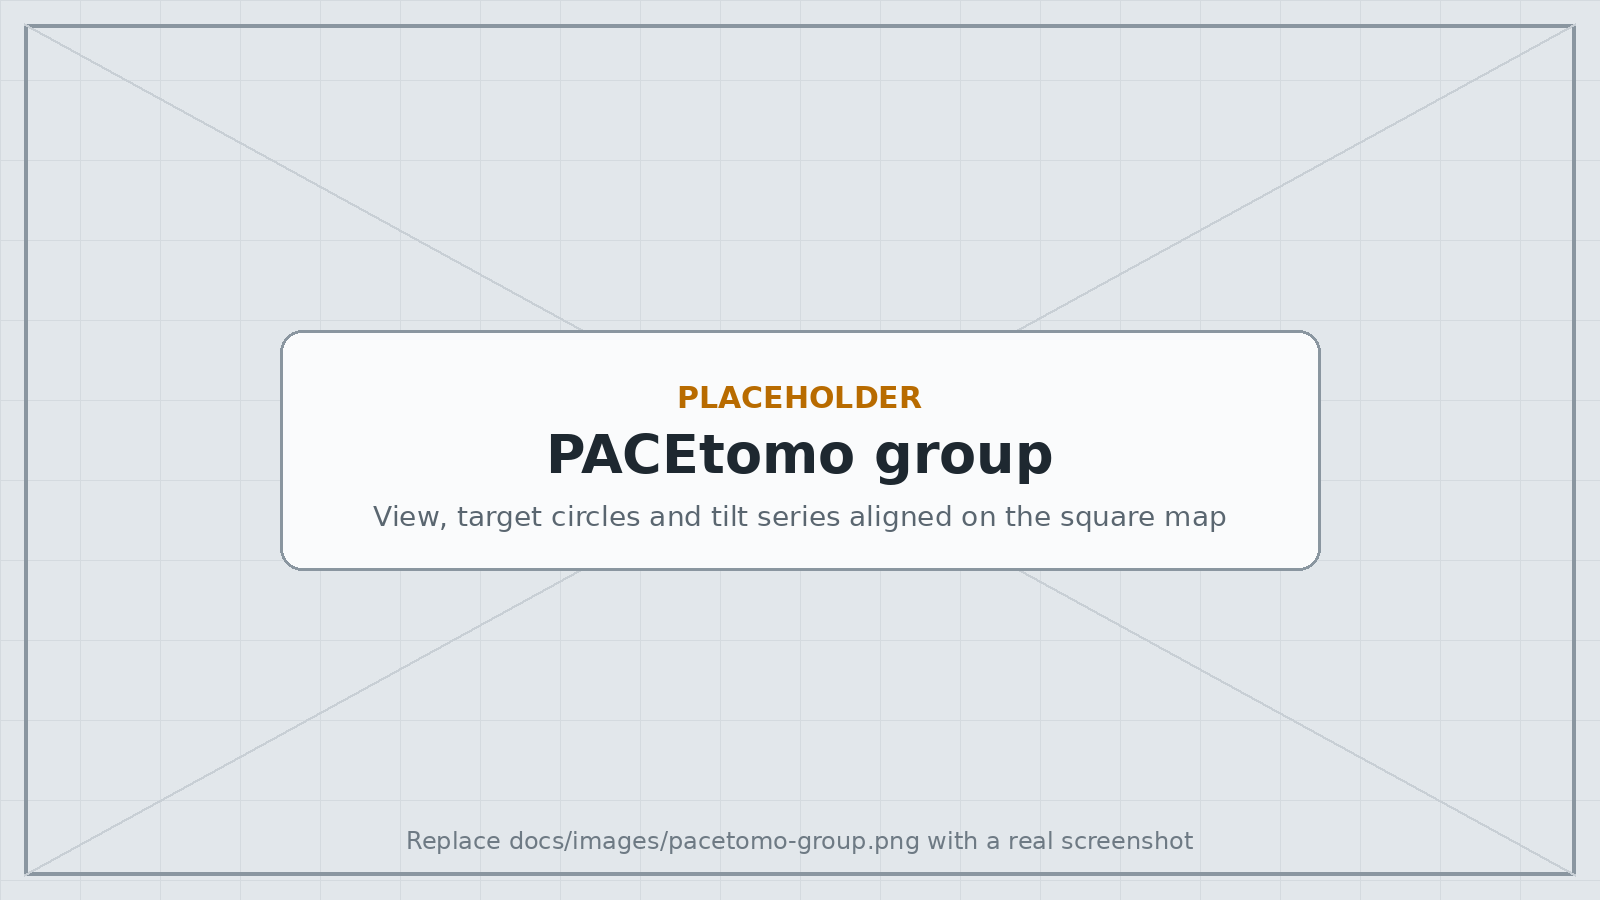 PLACEHOLDER
PACEtomo group
View, target circles and tilt series aligned on the square map
Replace docs/images/pacetomo-group.png with a real screenshot